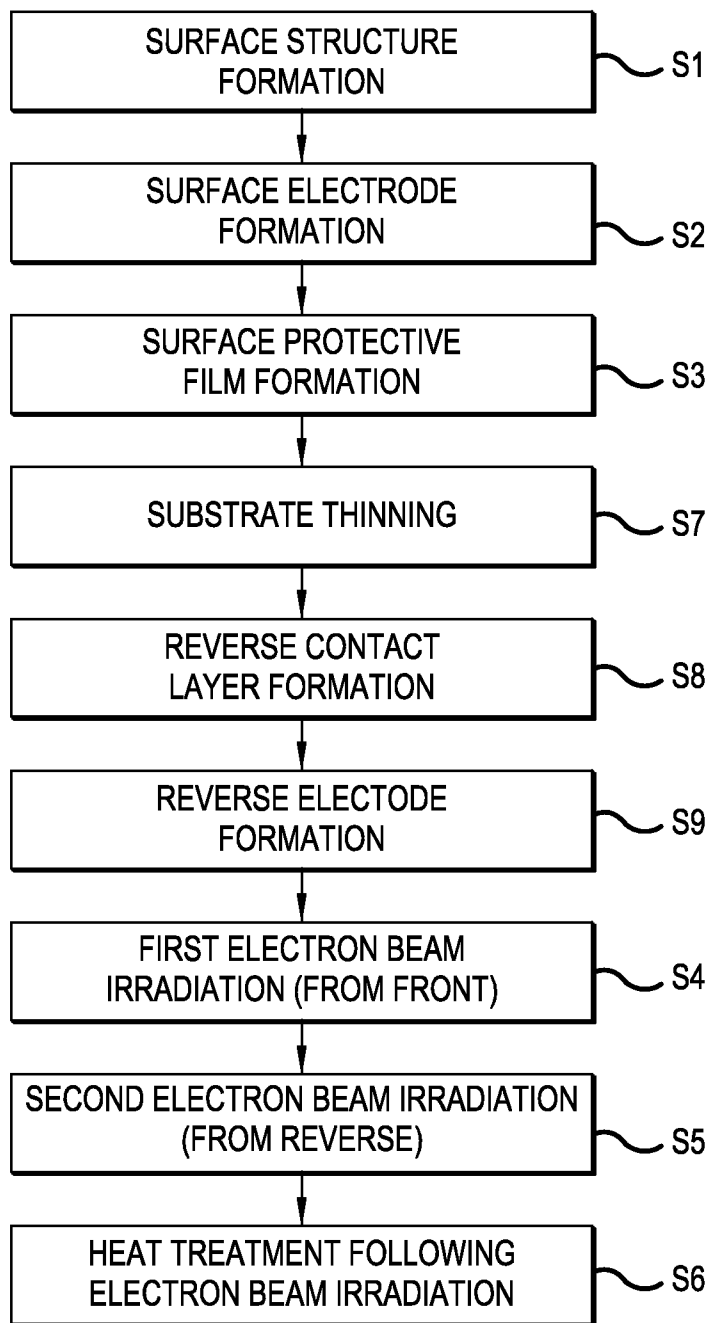 SURFACE STRUCTURE
FORMATION
S1
SURFACE ELECTRODE
FORMATION
S2
SURFACE PROTECTIVE
FILM FORMATION
S3
SUBSTRATE THINNING
S7
REVERSE CONTACT
LAYER FORMATION
S8
REVERSE ELECTODE
FORMATION
S9
FIRST ELECTRON BEAM
IRRADIATION (FROM FRONT)
S4
SECOND ELECTRON BEAM IRRADIATION
(FROM REVERSE)
S5
HEAT TREATMENT FOLLOWING
ELECTRON BEAM IRRADIATION
S6